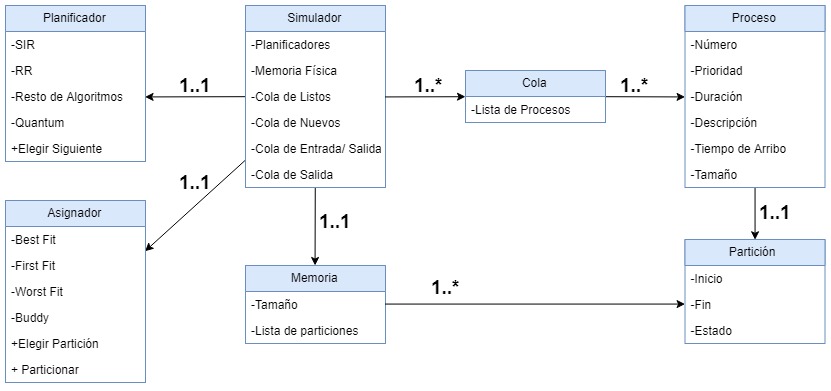 Planificador
-SIR
-RR
-Resto de Algoritmos
-Quantum
+Elegir Siguiente
1..1
Simulador
-Planificadores
-Memoria Física
-Cola de Listos
-Cola de Nuevos
-Cola de Entrada/ Salida
-Cola de Salida
1..*
Cola
-Lista de Procesos
1..*
Proceso
-Número
-Prioridad
-Duración
-Descripción
-Tiempo de Arribo
-Tamaño
1..1
Asignador
-Best Fit
-First Fit
-Worst Fit
-Buddy
+Elegir Partición
+ Particionar
1..1
Memoria
-Tamaño
-Lista de particiones
1..*
1..1
Partición
-Inicio
-Fin
-Estado